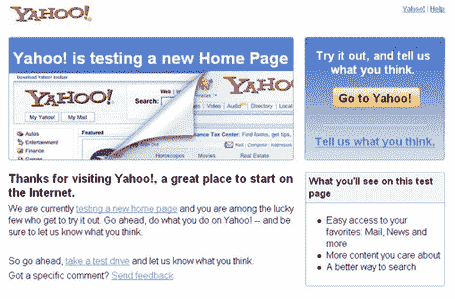 YAHOO!
Yahoo! | Help
Yahoo! is testing a new Home Page
Download Yahoo! Toolbar
YAHOO!
Search:
My Yahoo!
My Mail
Video
Audio
Directory
Local
Autos
Entertainment
Finance
Games
Featured
Finance Tax Center: Find forms, get tips,
Horoscopes
Movies
Real Estate
Try it out, and tell us
what you think.
Go to Yahoo!
Tell us what you think.
Thanks for visiting Yahoo!, a great place to start on
the Internet.
We are currently testing a new home page and you are among the lucky
few who get to try it out. Go ahead, do what you do on Yahoo! -- and be
sure to let us know what you think.
So go ahead, take a test drive and let us know what you think.
Got a specific comment? Send feedback
What you'll see on this test
page
Easy access to your
favorites: Mail, News and
more
More content you care about
A better way to search